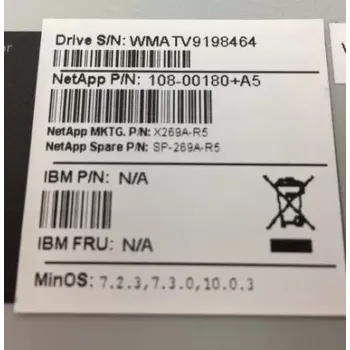 Drive S/N: WMATV9198464
NetApp P/N: 108-00180+A5
NetApp MKTG. P/N: X269A-R5
NetApp Spare P/N: SP-269A-R5
IBM P/N: N/A
IBM FRU: N/A
MinOS: 7.2.3,7.3.0,10.0.3